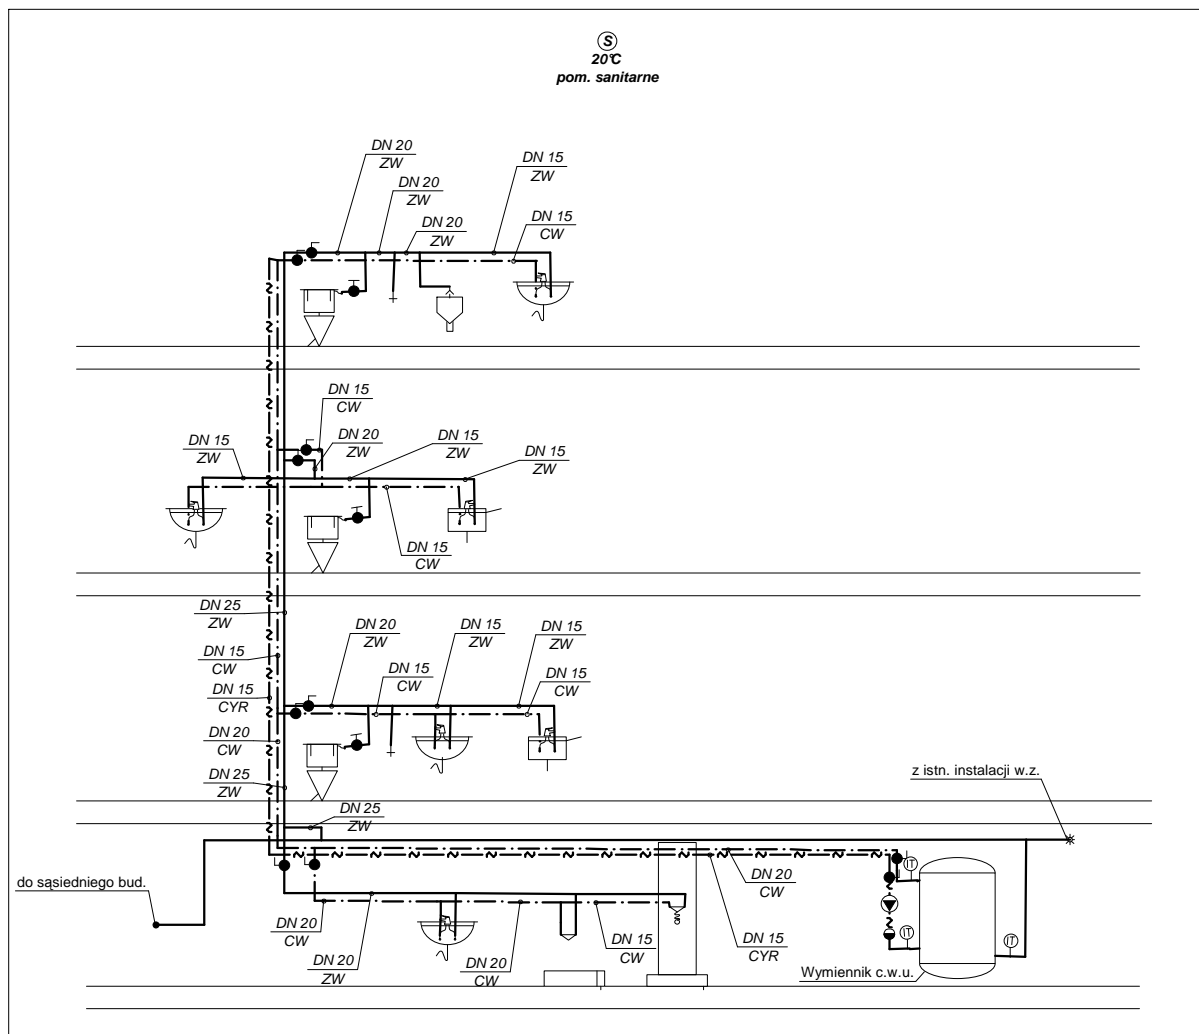 S
20°C
pom. sanitarne
DN 20
ZW
DN 15
ZW
DN 20
ZW
DN 20
ZW
DN 15
CW
DN 15
CW
DN 20
ZW
DN 15
ZW
DN 15
ZW
DN 15
ZW
DN 15
CW
DN 25
ZW
DN 20
ZW
DN 15
ZW
DN 15
ZW
DN 15
CW
DN 15
CW
DN 15
CW
DN 15
CYR
DN 20
CW
DN 25
ZW
z istn. instalacji w.z.
DN 25
ZW
IT
do sąsiedniego bud.
DN 20
CW
DN 20
CW
DN 15
CW
DN 15
CYR
IT
IT
DN 20
ZW
DN 20
CW
Wymiennik c.w.u.